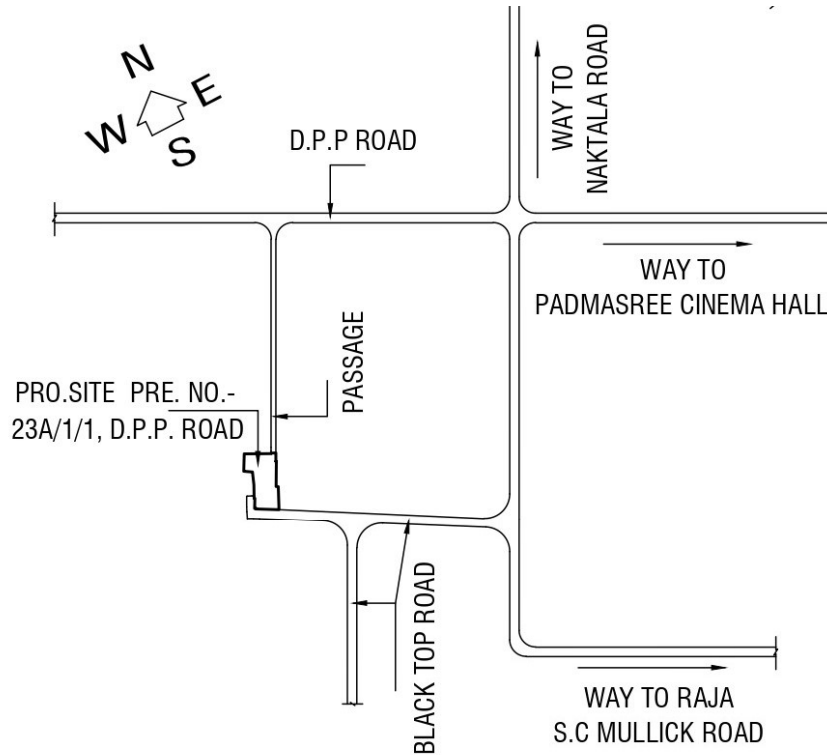 N
E
W
S
D.P.P ROAD
WAY TO
NAKTALA ROAD
WAY TO
PADMASREE CINEMA HALL
PASSAGE
PRO.SITE PRE. NO.-
23A/1/1, D.P.P. ROAD
BLACK TOP ROAD
WAY TO RAJA
S.C MULLICK ROAD